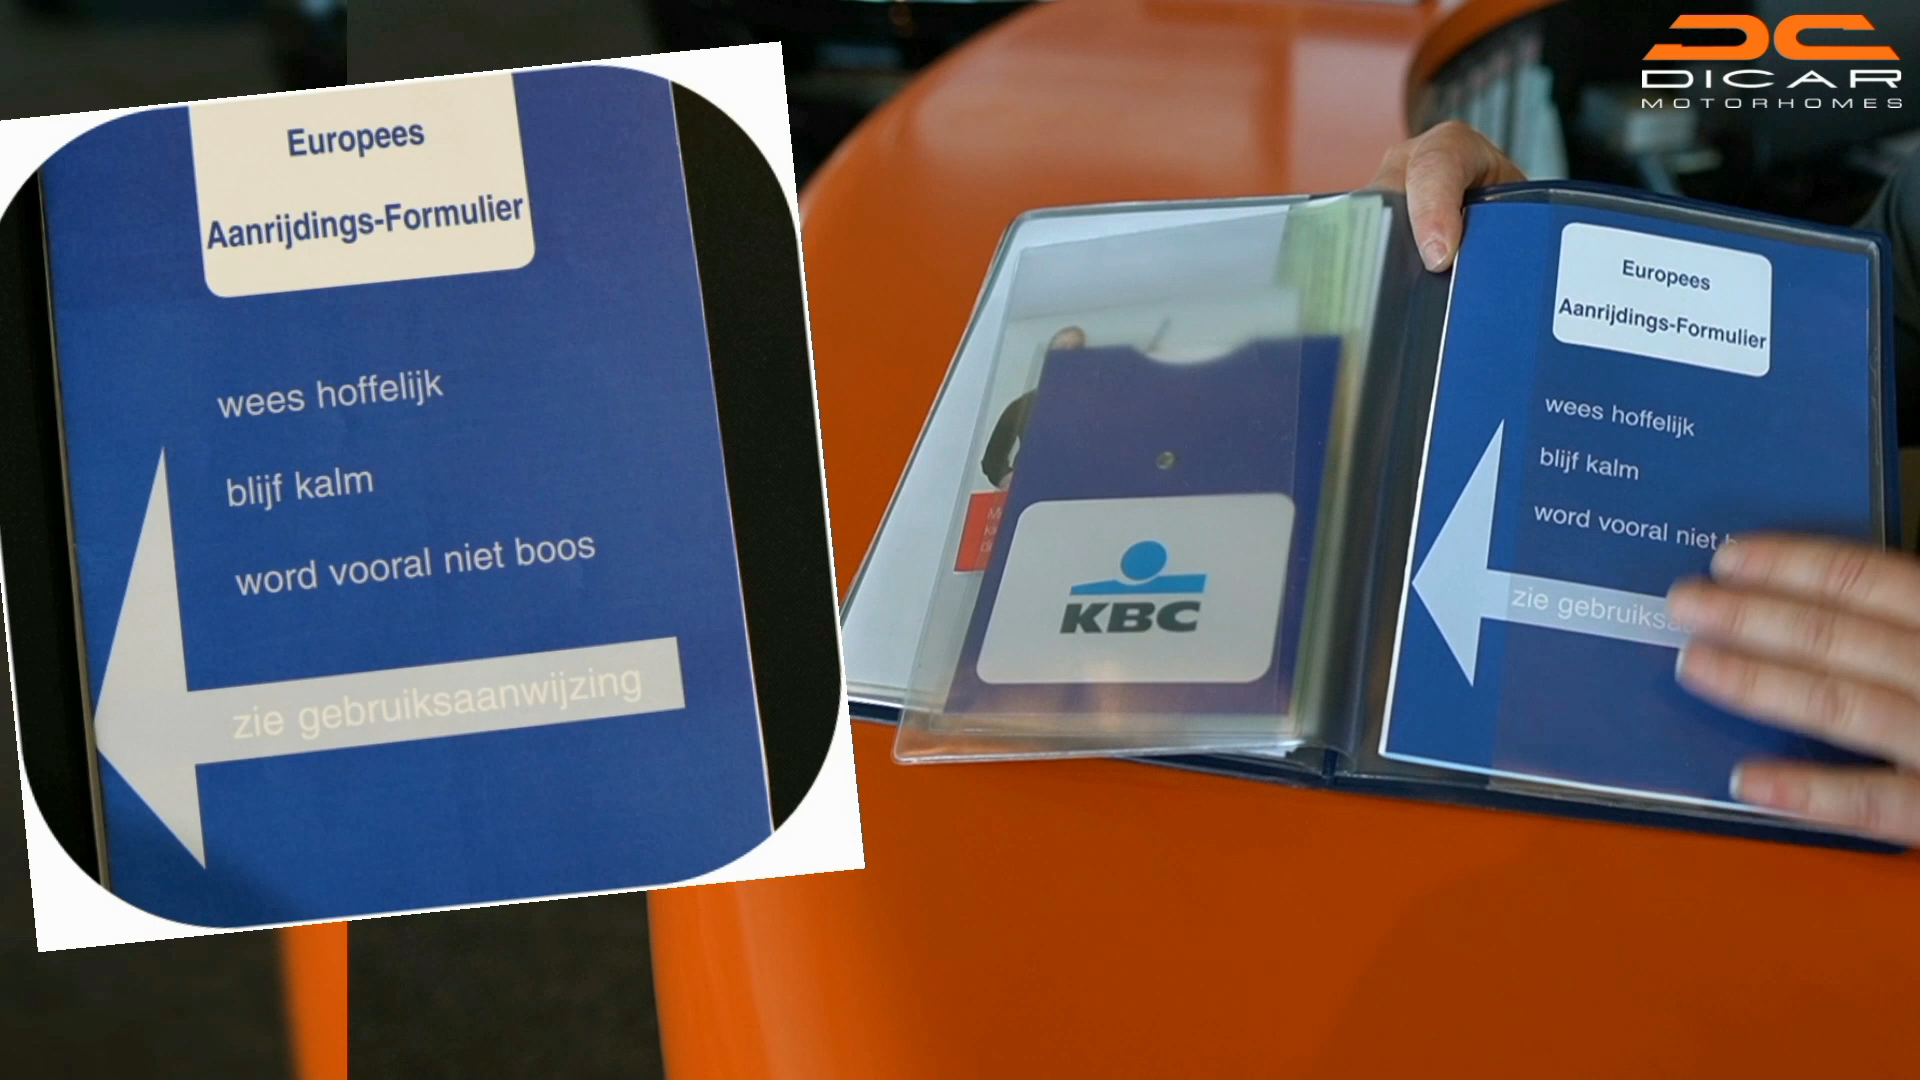 Europees
Aanrijdings-Formulier
wees hoffelijk
blijf kalm
word vooral niet boos
zie gebruiksaanwijzing
DICAR
MOTORHOMES
KBC
Europees
Aanrijdings-Formulier
wees hoffelijk
blijf kalm
word vooral niet
zie